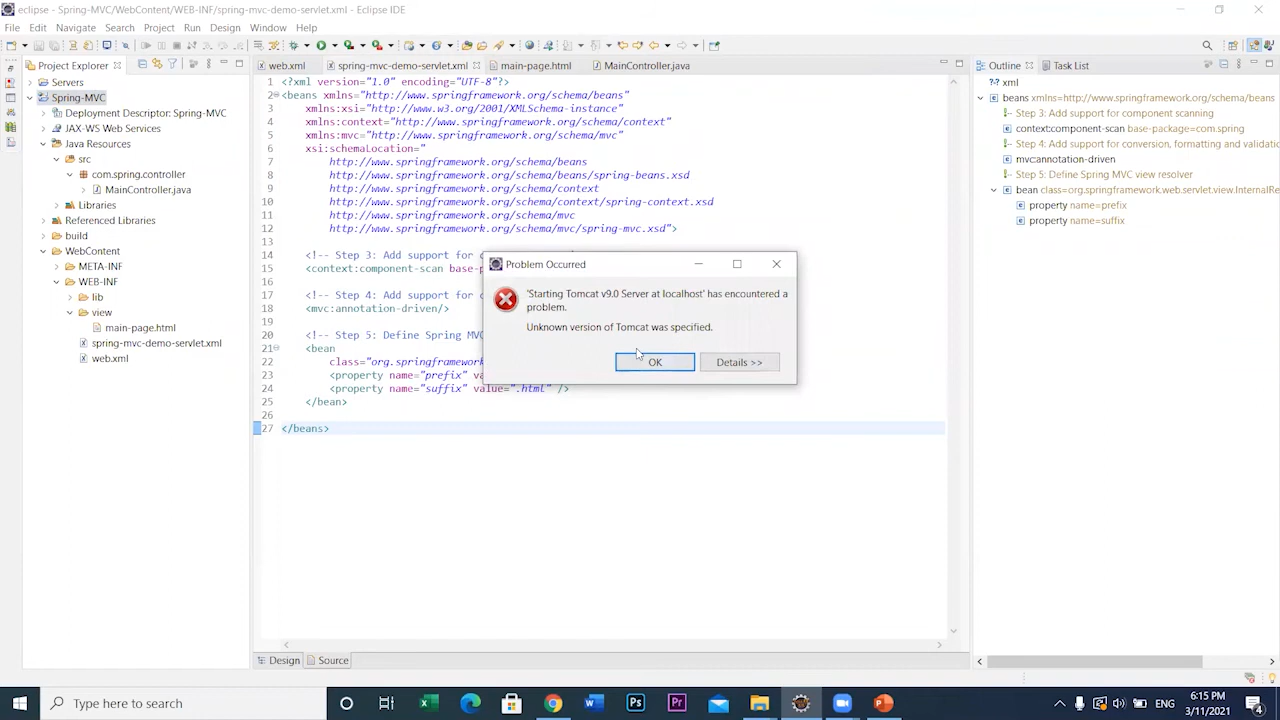 eclipse - Spring-MVC/WebContent/WEB-INF/spring-mvc-demo-servlet.xml - Eclipse IDE
File Edit Navigate Search Project Run Design Window Help
Project Explorer
Servers
Spring-MVC
Deployment Descriptor: Spring-MVC
JAX-WS Web Services
Java Resources
src
com.spring.controller
MainController.java
Libraries
Referenced Libraries
build
WebContent
META-INF
WEB-INF
lib
view
main-page.html
spring-mvc-demo-servlet.xml
web.xml
web.xml spring-mvc-demo-servlet.xml main-page.html MainController.java
1 <?xml version="1.0" encoding="UTF-8"?>
2 <beans xmlns="http://www.springframework.org/schema/beans"
3 xmlns:xsi="http://www.w3.org/2001/XMLSchema-instance"
4 xmlns:context="http://www.springframework.org/schema/context"
5 xmlns:mvc="http://www.springframework.org/schema/mvc"
6 xsi:schemaLocation="
7 http://www.springframework.org/schema/beans
8 http://www.springframework.org/schema/beans/spring-beans.xsd
9 http://www.springframework.org/schema/context
10 http://www.springframework.org/schema/context/spring-context.xsd
11 http://www.springframework.org/schema/mvc
12 http://www.springframework.org/schema/mvc/spring-mvc.xsd">
13
14 <!-- Step 3: Add support for
15 <context:component-scan
16
17 <!-- Step 4: Add support for
18 <mvc:annotation-driven/>
19
20 <!-- Step 5: Define Spring MVC
21 <bean
22 class="org.springframework.web
23 <property name="prefix"
24 <property name="suffix" value=".html" />
25 </bean>
26
27 </beans>
Design Source
Problem Occurred
'Starting Tomcat v9.0 Server at localhost' has encountered a
problem.
Unknown version of Tomcat was specified.
OK Details >>
Outline Task List
xml
beans xmlns=http://www.springframework.org/schema/beans
Step 3: Add support for component scanning
context:component-scan base-package=com.spring
Step 4: Add support for conversion, formatting and
mvc:annotation-driven
Step 5: Define Spring MVC view resolver
bean class=org.springframework.web.servlet.view.InternalRe
property name=prefix
property name=suffix
Type here to search
ENG
6:15 PM
3/11/2021